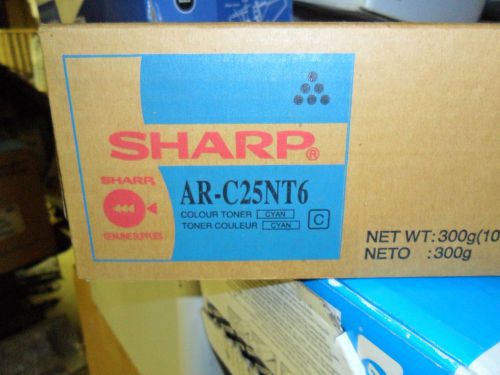 SHARP®
SHARP
AR-C25NT6
COLOUR TONER CYAN
TONER COULEUR CYAN C
GENUINE SUPPLIES
NET WT.:300g(10
NETO :300g